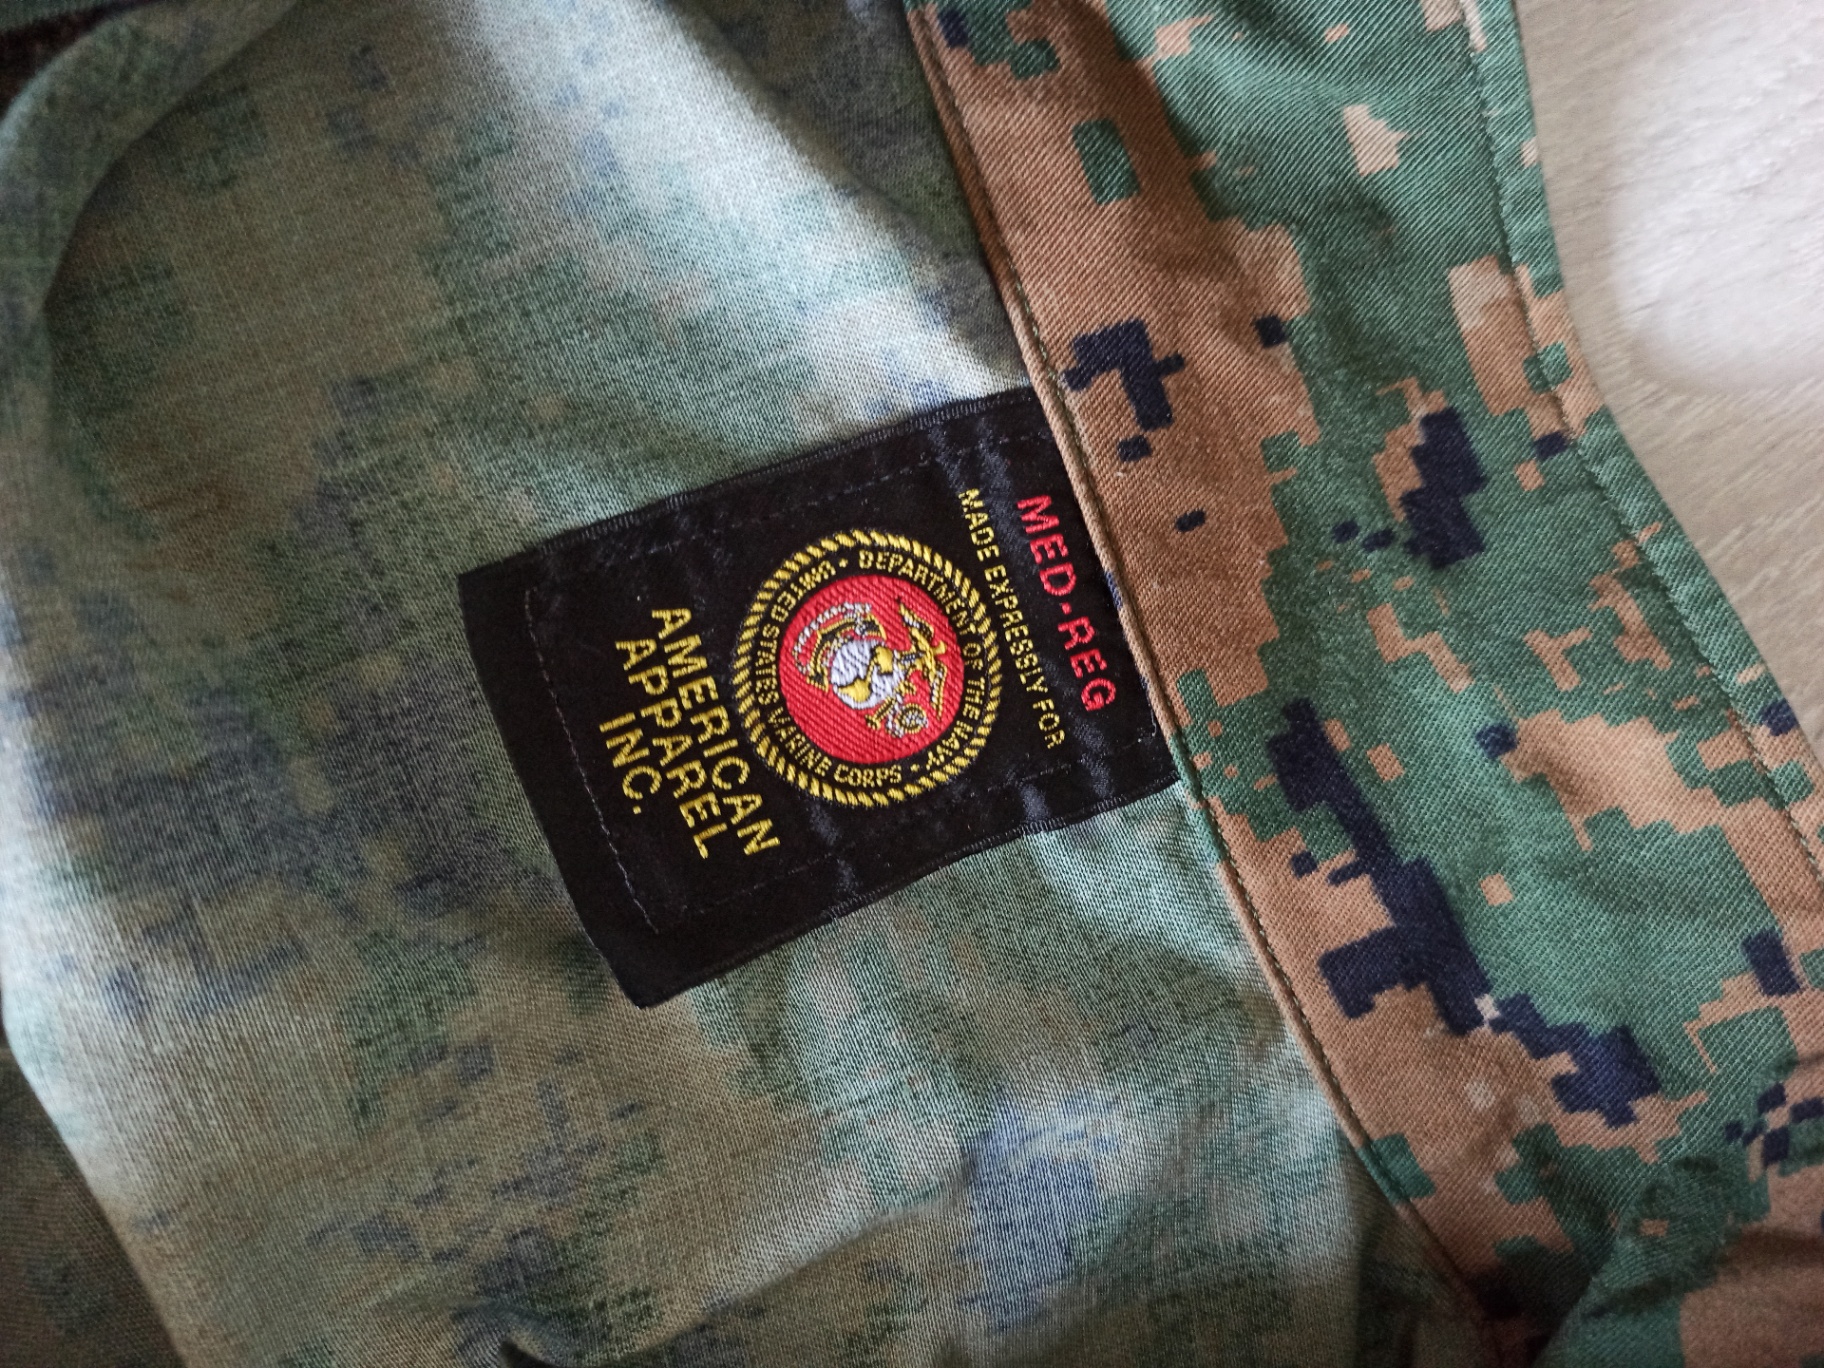 MED-REG
MADE EXPRESSLY FOR
DEPARTMENT OF THE NAVY
UNITED STATES MARINE CORPS
AMERICAN
APPAREL
INC.